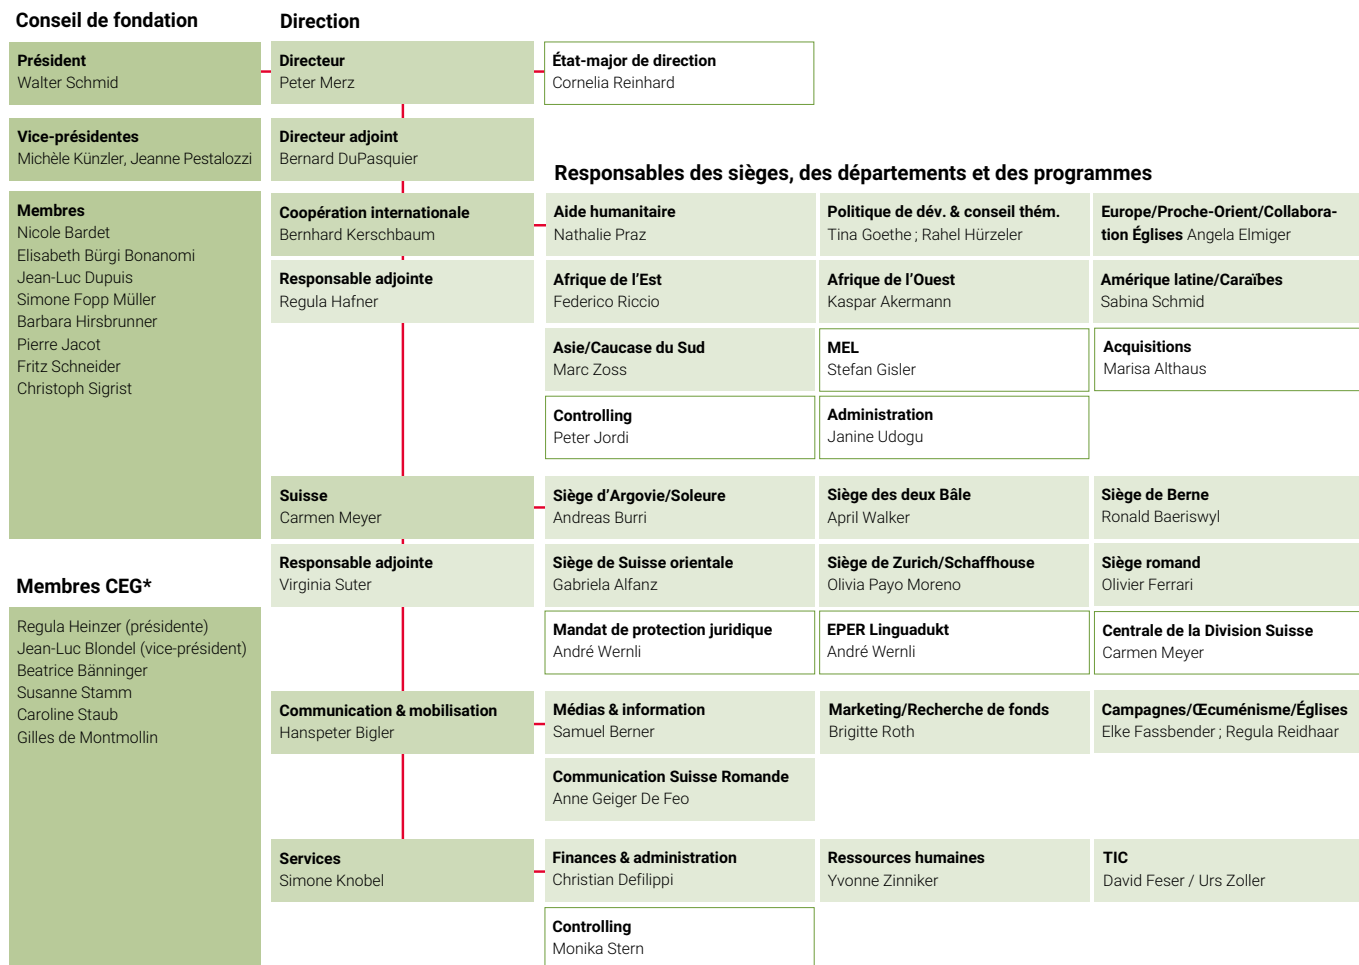 Conseil de fondation
Président
Walter Schmid
Vice-présidentes
Michèle Künzler, Jeanne Pestalozzi
Membres
Nicole Bardet
Elisabeth Bürgi Bonanomi
Jean-Luc Dupuis
Simone Fopp Müller
Barbara Hirsbrunner
Pierre Jacot
Fritz Schneider
Christoph Sigrist
Membres CEG*
Regula Heinzer (présidente)
Jean-Luc Blondel (vice-président)
Beatrice Bänninger
Susanne Stamm
Caroline Staub
Gilles de Montmollin
Direction
Directeur
Peter Merz
État-major de direction
Cornelia Reinhard
Directeur adjoint
Bernard DuPasquier
Responsables des sièges, des départements et des programmes
Coopération internationale
Bernhard Kerschbaum
Aide humanitaire
Nathalie Praz
Politique de dév. & conseil thém.
Tina Goethe ; Rahel Hürzeler
Europe/Proche-Orient/Collabora-
tion Églises Angela Elmiger
Responsable adjointe
Regula Hafner
Afrique de l'Est
Federico Riccio
Afrique de l'Ouest
Kaspar Akermann
Amérique latine/Caraïbes
Sabina Schmid
Asie/Caucase du Sud
Marc Zoss
MEL
Stefan Gisler
Acquisitions
Marisa Althaus
Controlling
Peter Jordi
Administration
Janine Udogu
Suisse
Carmen Meyer
Siège d'Argovie/Soleure
Andreas Burri
Siège des deux Bâle
April Walker
Siège de Berne
Ronald Baeriswyl
Responsable adjointe
Virginia Suter
Siège de Suisse orientale
Gabriela Alfanz
Siège de Zurich/Schaffhouse
Olivia Payo Moreno
Siège romand
Olivier Ferrari
Mandat de protection juridique
André Wernli
EPER Linguadukt
André Wernli
Centrale de la Division Suisse
Carmen Meyer
Communication & mobilisation
Hanspeter Bigler
Médias & information
Samuel Berner
Marketing/Recherche de fonds
Brigitte Roth
Campagnes/Œcuménisme/Églises
Elke Fassbender ; Regula Reidhaar
Communication Suisse Romande
Anne Geiger De Feo
Services
Simone Knobel
Finances & administration
Christian Defilippi
Ressources humaines
Yvonne Zinniker
TIC
David Feser / Urs Zoller
Controlling
Monika Stern